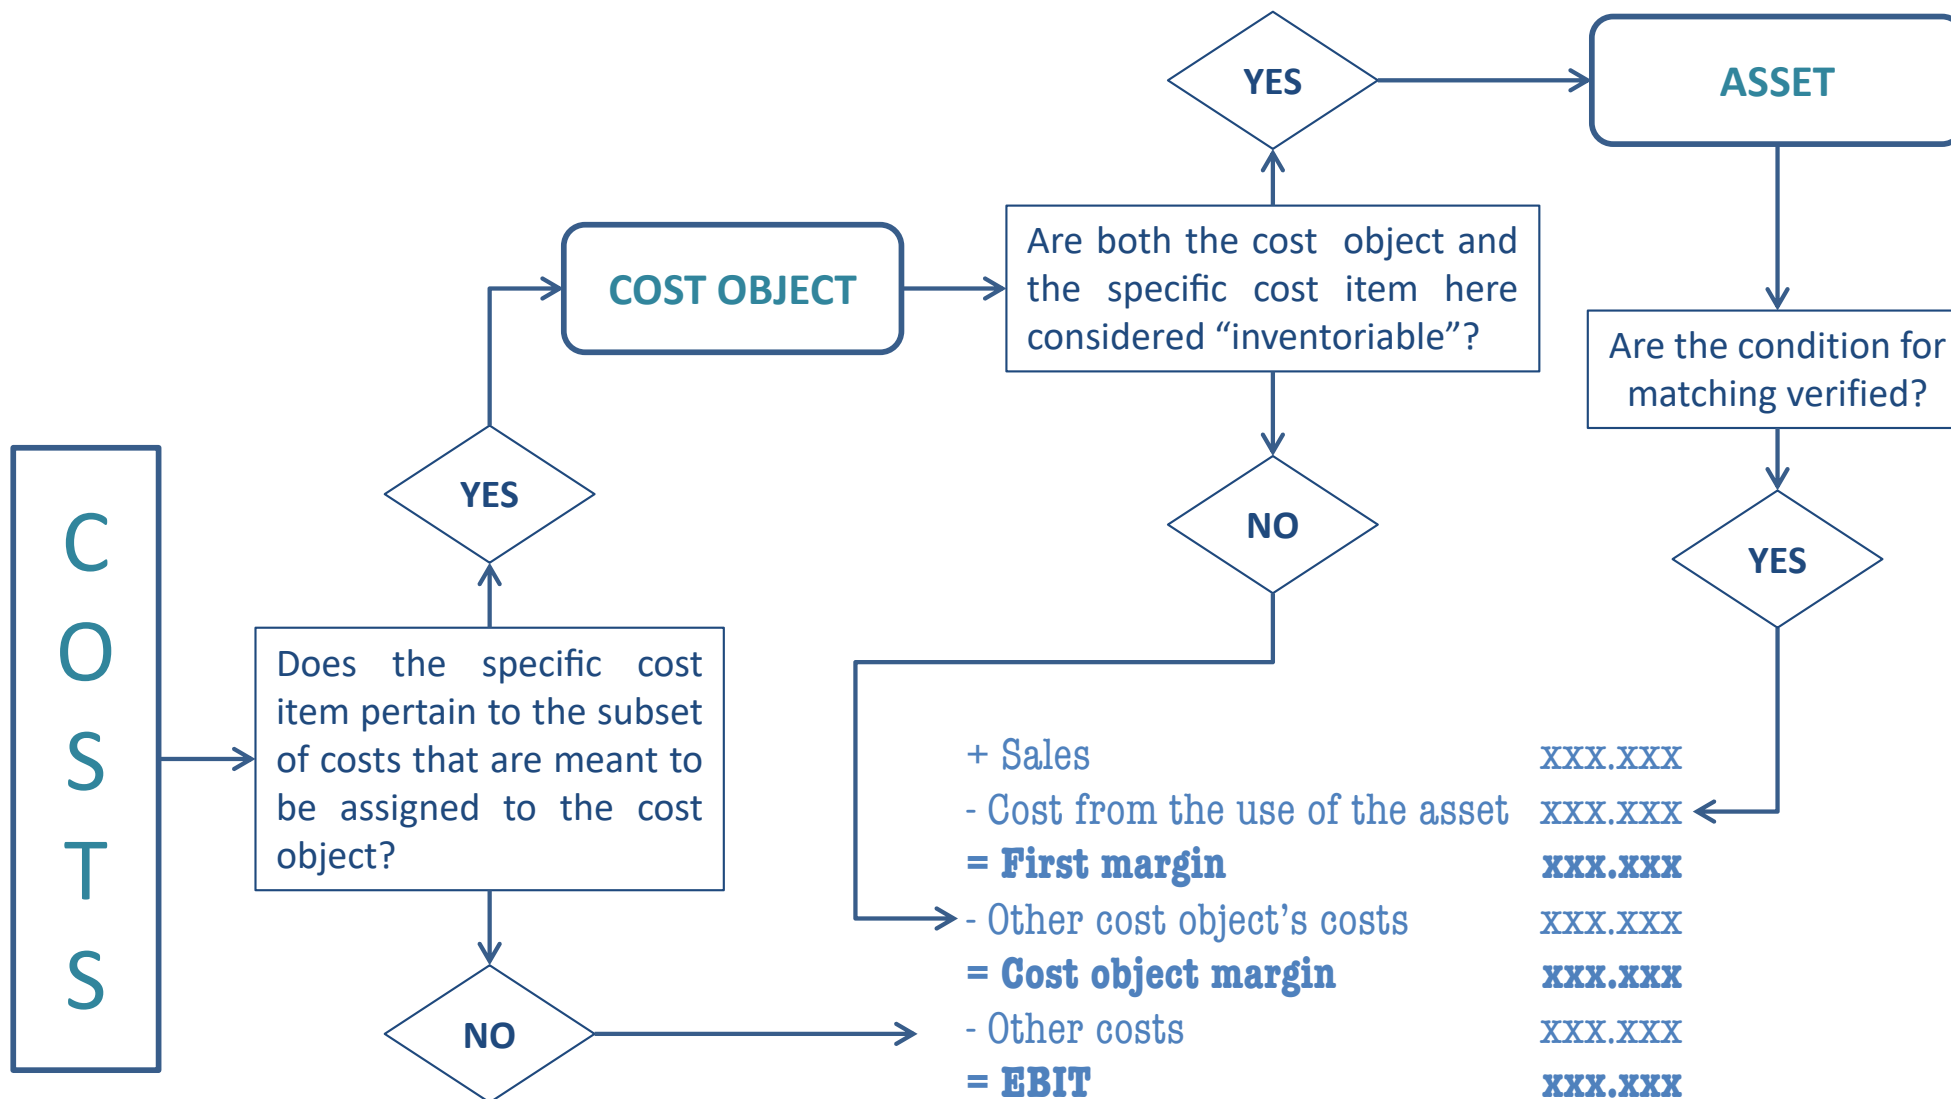 YES
ASSET
COST OBJECT
Are both the cost object and
the specific cost item here
considered “inventoriable”?
Are the condition for
matching verified?
YES
NO
YES
C
O
S
T
S
Does the specific cost
item pertain to the subset
of costs that are meant to
be assigned to the cost
object?
+ Sales xxx.xxx
- Cost from the use of the asset xxx.xxx
= First margin xxx.xxx
- Other cost object’s costs xxx.xxx
= Cost object margin xxx.xxx
NO
- Other costs xxx.xxx
= EBIT xxx.xxx